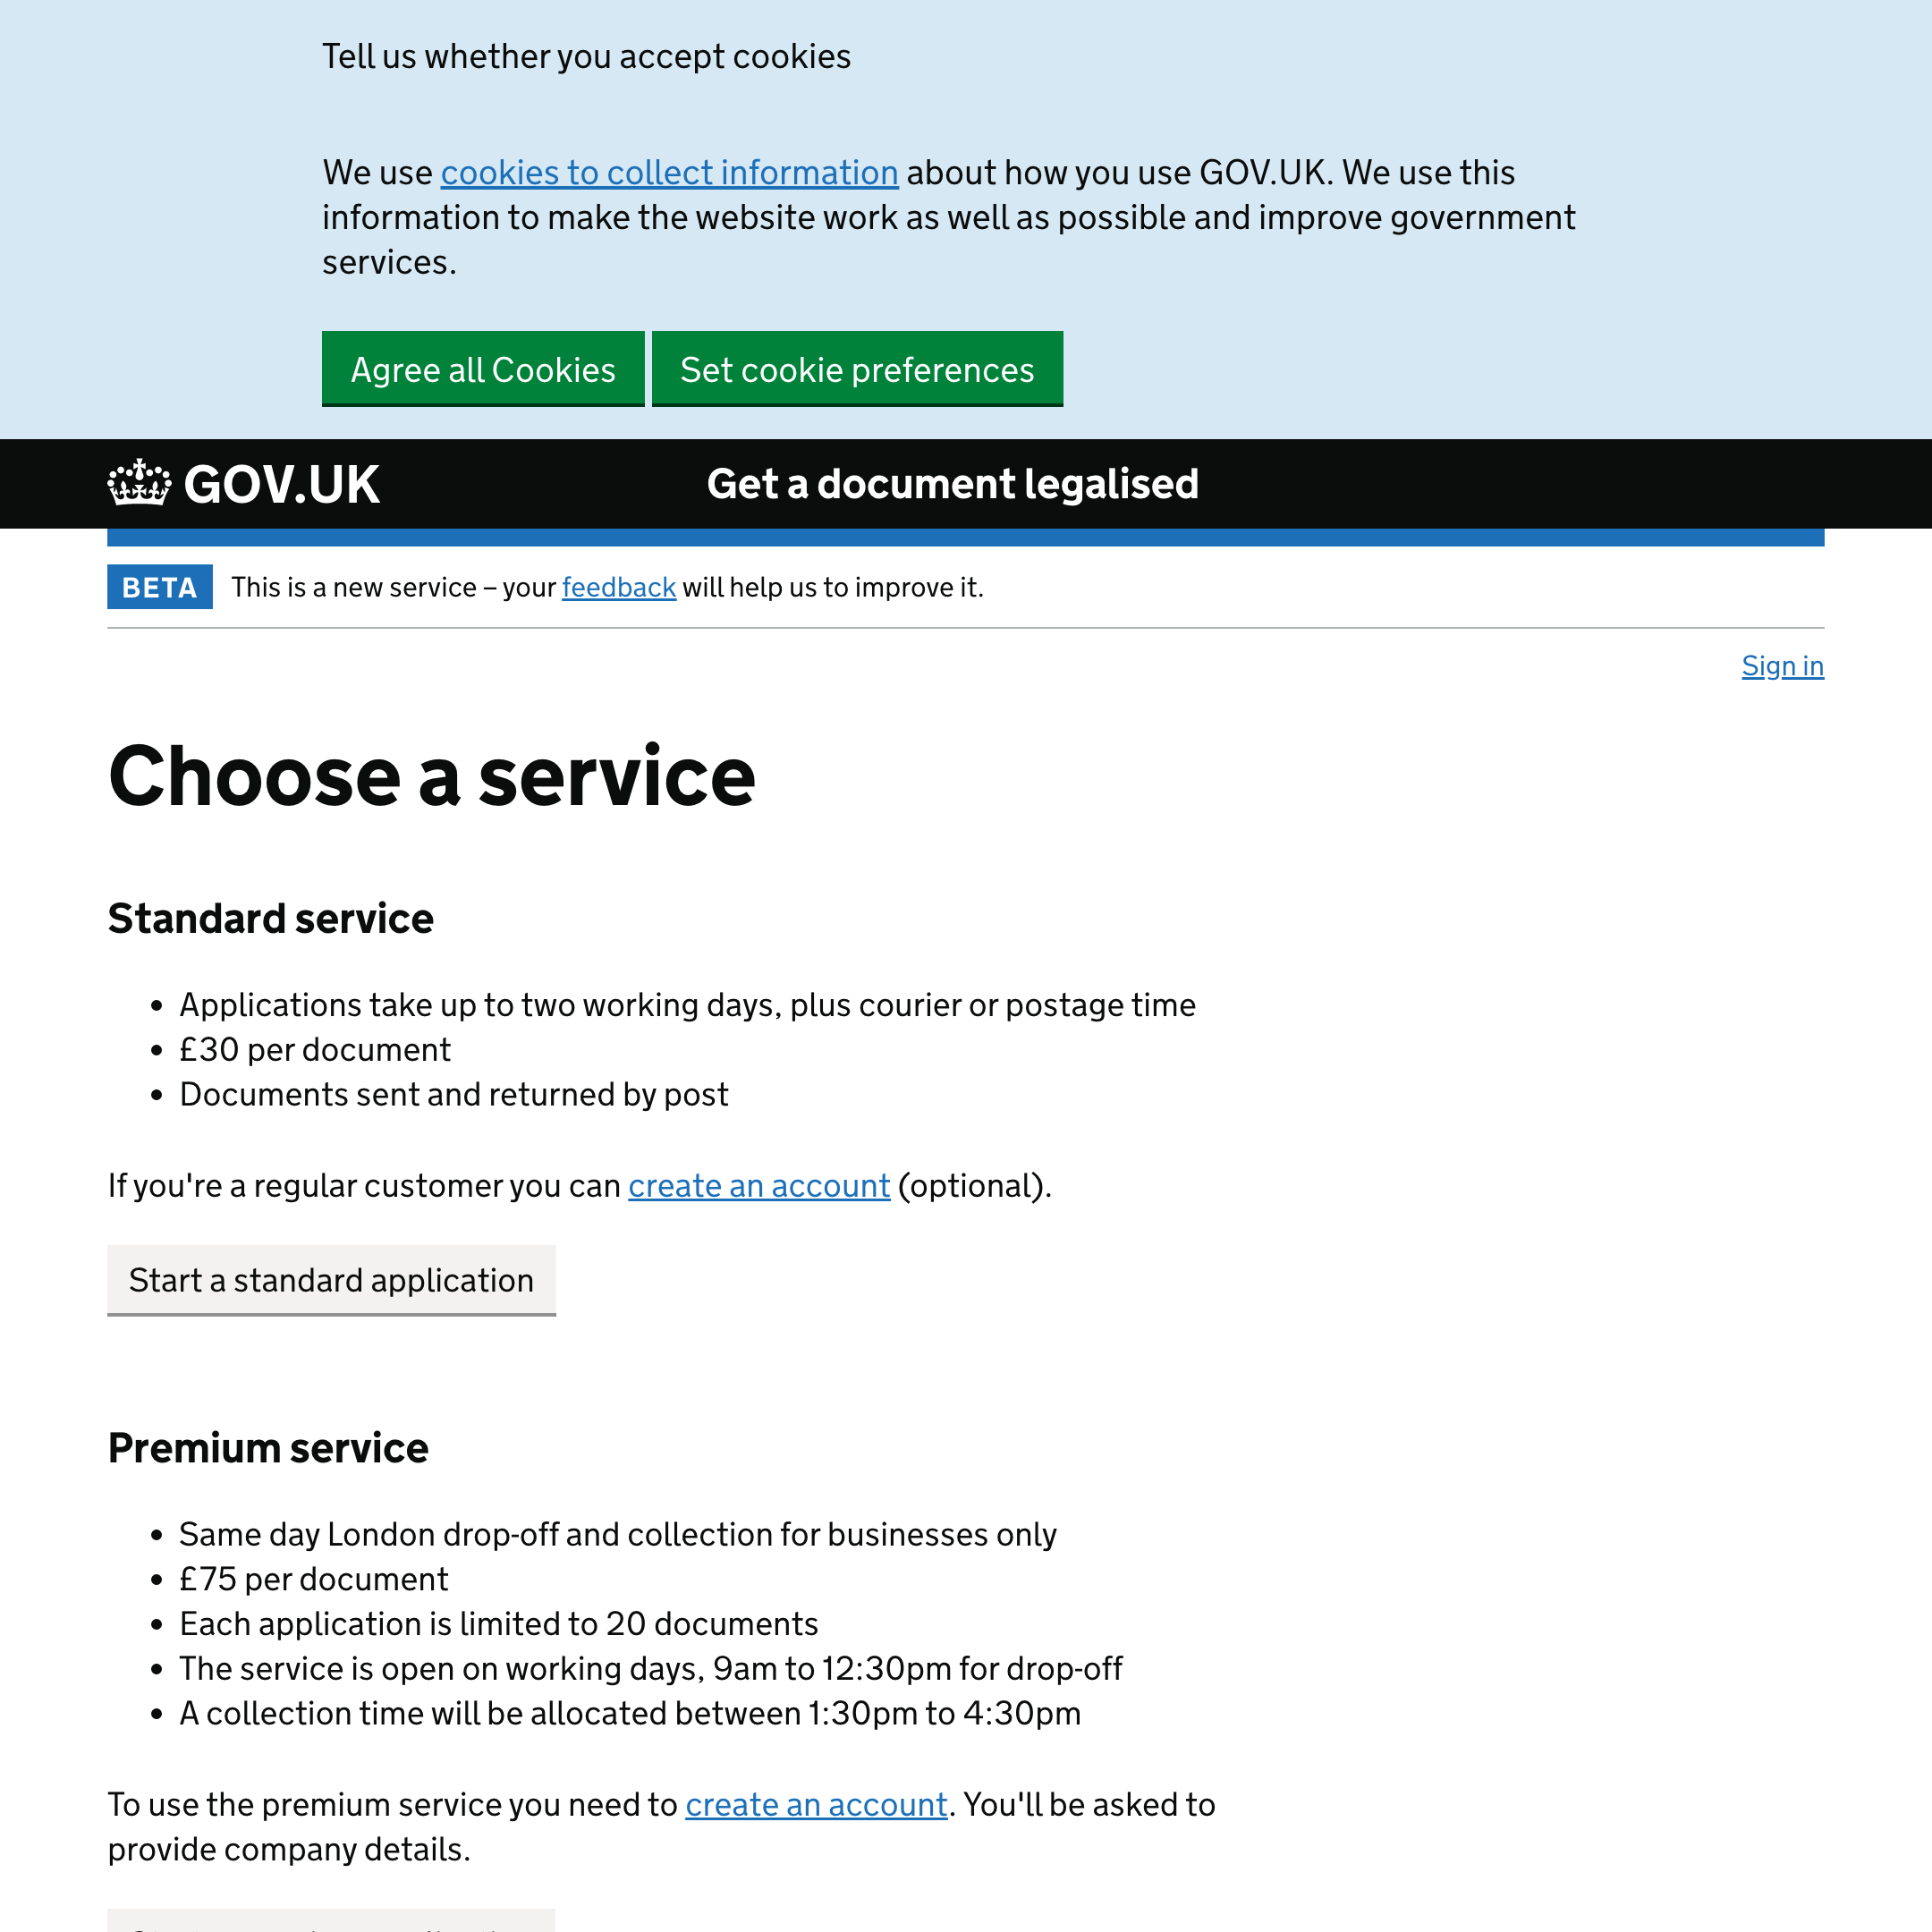 Tell us whether you accept cookies
We use cookies to collect information about how you use GOV.UK. We use this
information to make the website work as well as possible and improve government
services.
Agree all Cookies
Set cookie preferences
GOV.UK
Get a document legalised
BETA
This is a new service – your feedback will help us to improve it.
Sign in
Choose a service
Standard service
• Applications take up to two working days, plus courier or postage time
• £30 per document
• Documents sent and returned by post
If you're a regular customer you can create an account (optional).
Start a standard application
Premium service
• Same day London drop-off and collection for businesses only
• £75 per document
• Each application is limited to 20 documents
• The service is open on working days, 9am to 12:30pm for drop-off
• A collection time will be allocated between 1:30pm to 4:30pm
To use the premium service you need to create an account. You'll be asked to
provide company details.